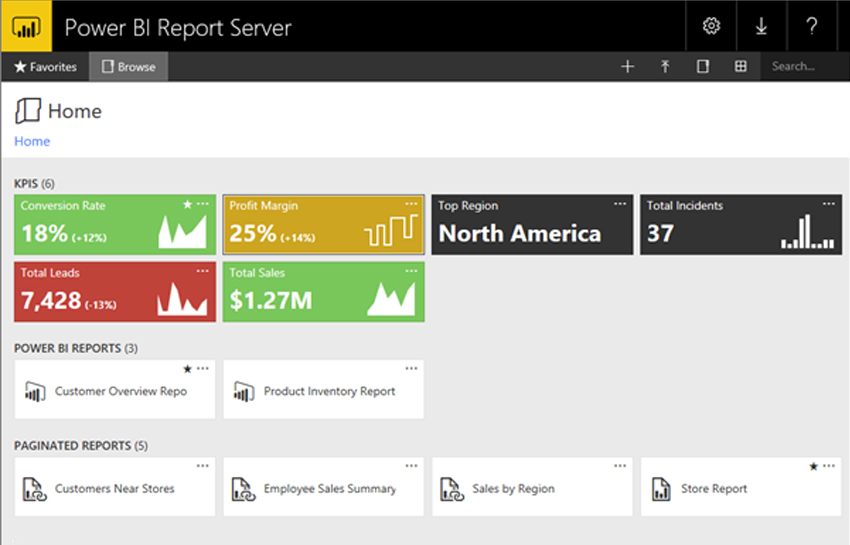 Power BI Report Server
?
★ Favorites
Browse
Search...
Home
Home
KPIS (6)
Conversion Rate
18% (+12%)
Profit Margin
25% (+14%)
Top Region
North America
Total Incidents
37
Total Leads
7,428 (-13%)
Total Sales
$1.27M
POWER BI REPORTS (3)
Customer Overview Repo
Product Inventory Report
PAGINATED REPORTS (5)
Customers Near Stores
Employee Sales Summary
Sales by Region
Store Report